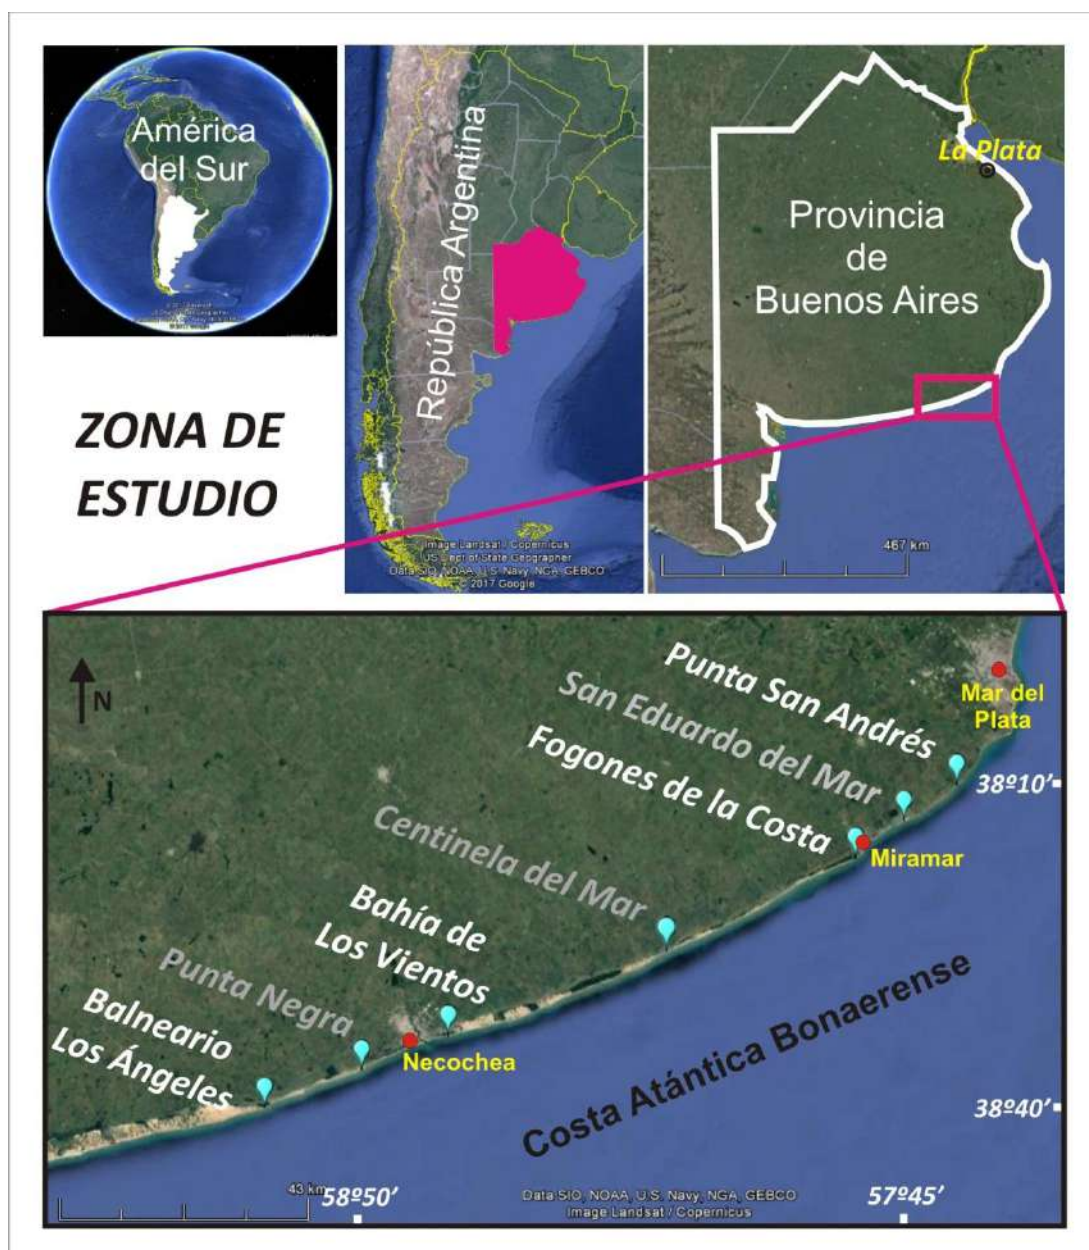 América
del Sur
República Argentina
Image Landsat / Copernicus
US Dept of State Geographer
Data SIO, NOAA, U.S. Navy, NGA, GEBCO
© 2017 Google
La Plata
Provincia
de
Buenos Aires
467 km
ZONA DE
ESTUDIO
N
Punta San Andrés
San Eduardo del Mar
Fogones de la Costa
Centinela del Mar
Bahía de
Los Vientos
Punta Negra
Balneario
Los Ángeles
Mar del
Plata
38º10’
Miramar
Necochea
Costa Atántica Bonaerense
38º40’
43 km
58º50’
57º45’
Data SIO, NOAA, U.S. Navy, NGA, GEBCO
Image Landsat / Copernicus